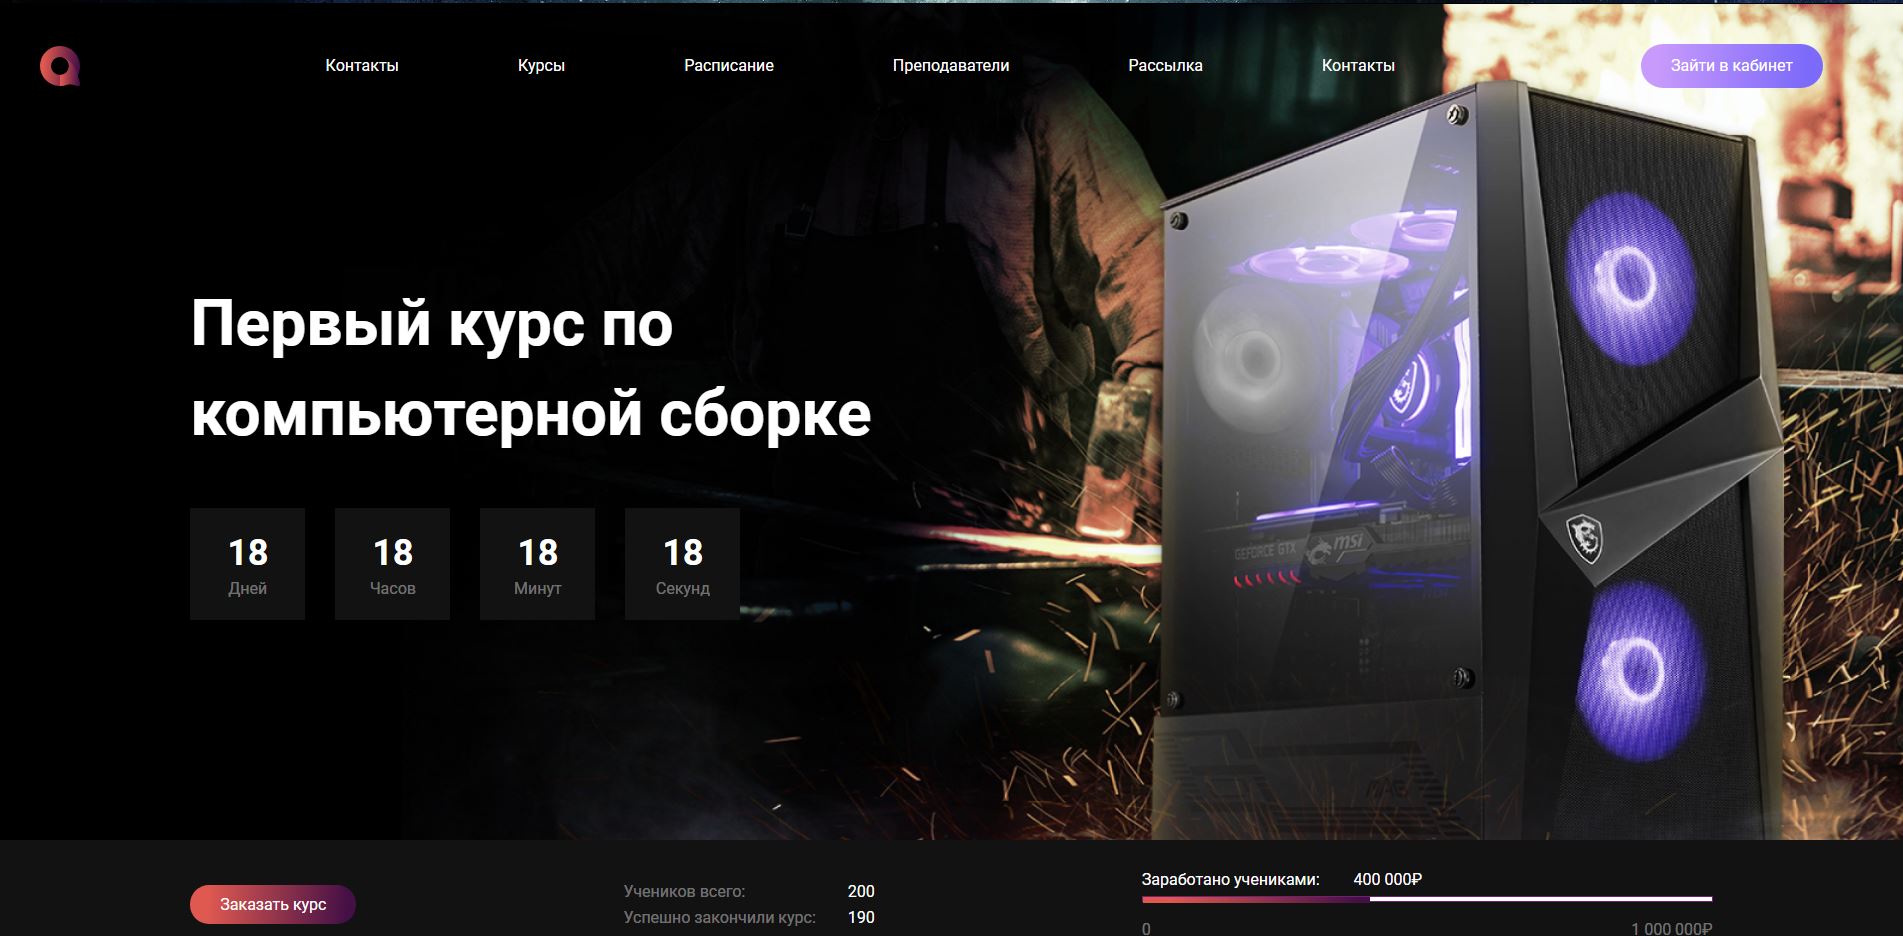 Контакты
Курсы
Расписание
Преподаватели
Рассылка
Контакты
Зайти в кабинет
Первый курс по
компьютерной сборке
18
Дней
18
Часов
18
Минут
18
Секунд
GEFORCE GTX
msi
Заказать курс
Учеников всего: 200
Успешно закончили курс: 190
Заработано учениками: 400 000₽
0
1 000 000₽